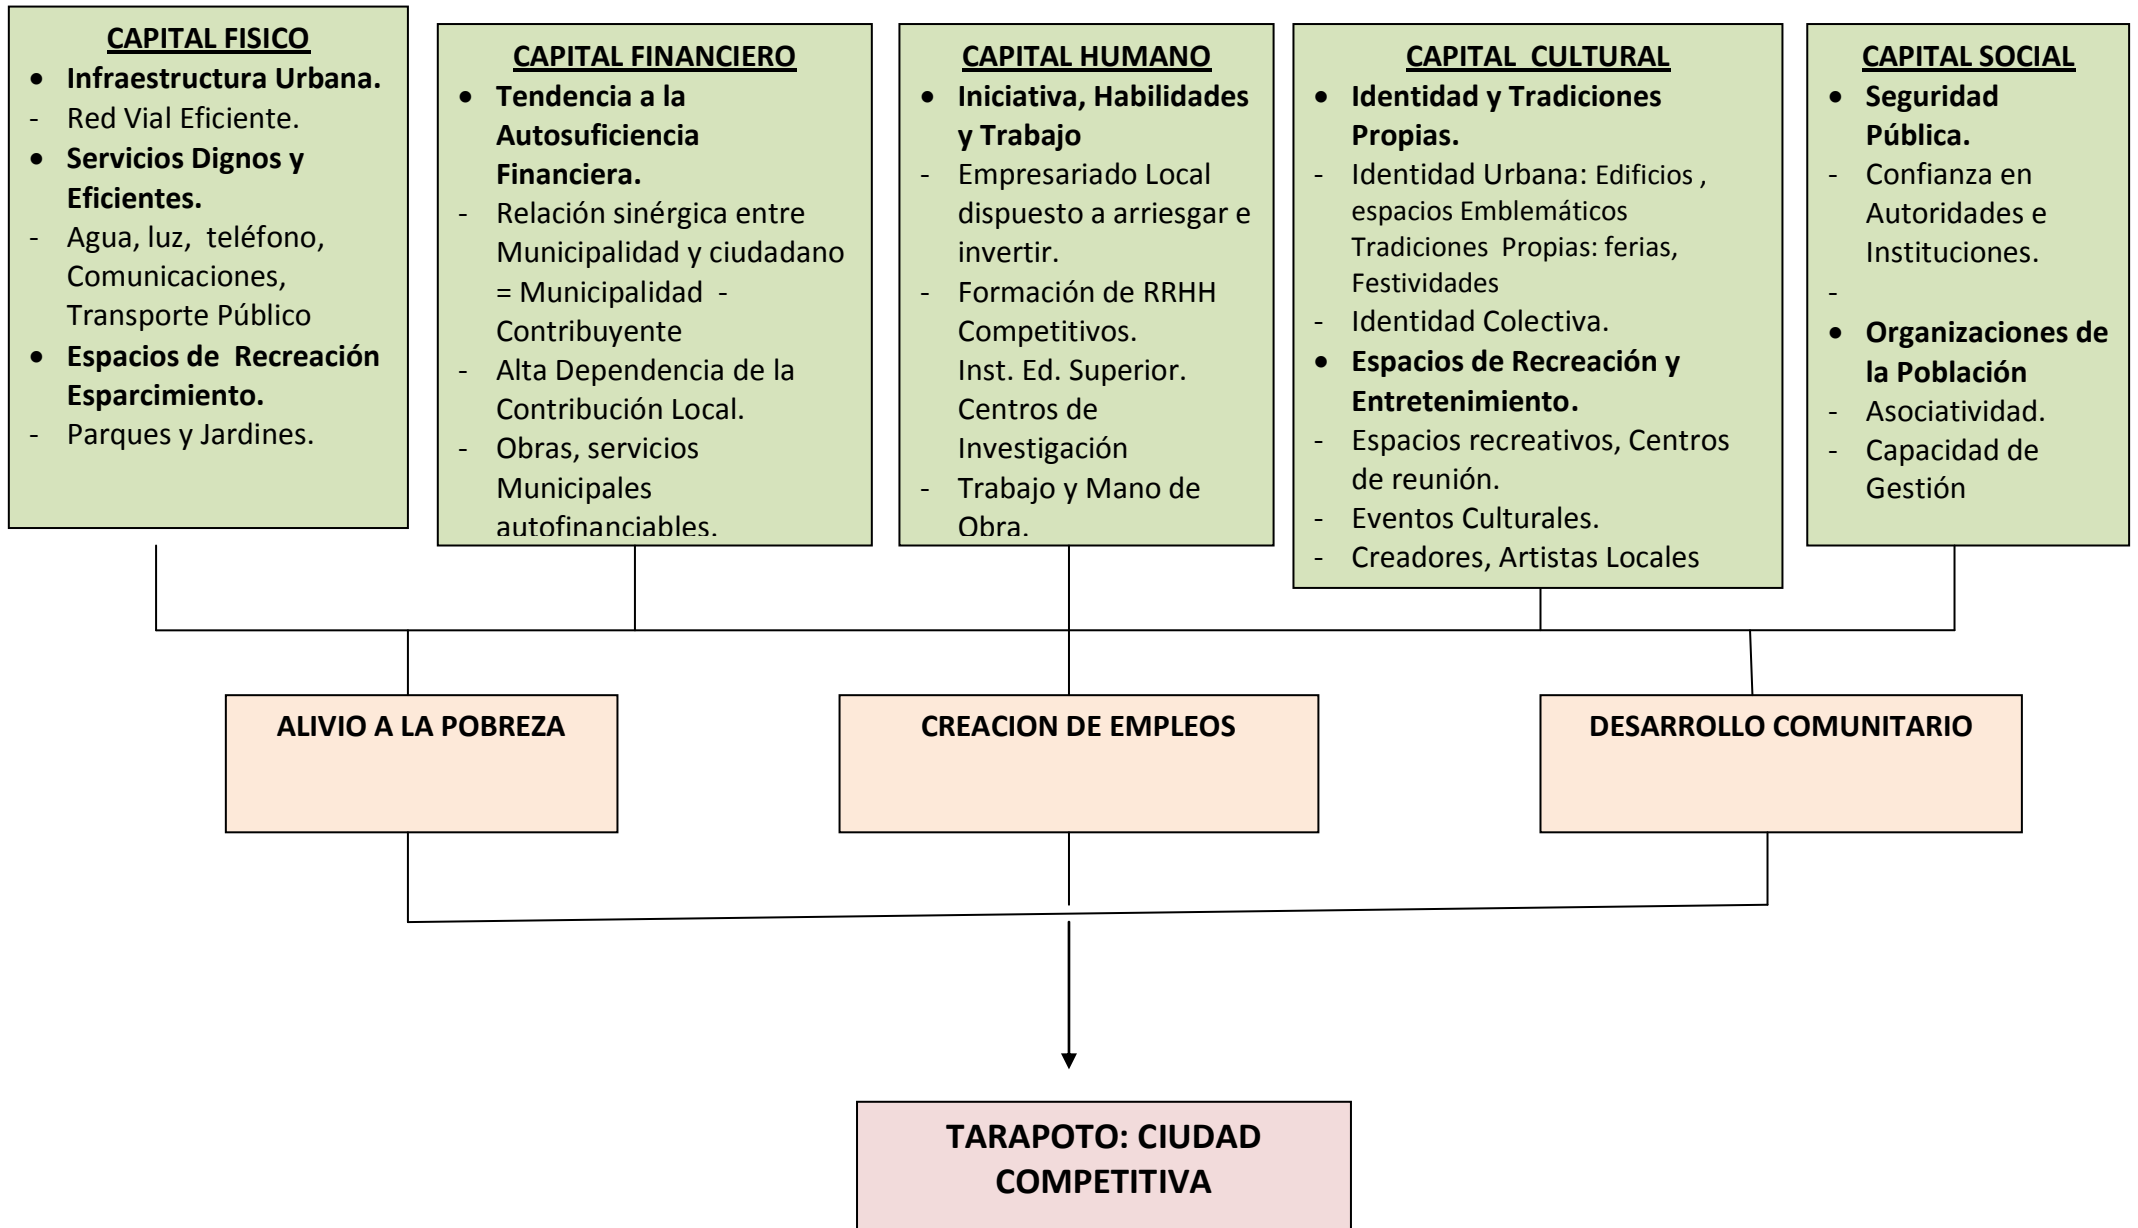 CAPITAL FISICO
• Infraestructura Urbana.
- Red Vial Eficiente.
• Servicios Dignos y
Eficientes.
- Agua, luz, teléfono,
Comunicaciones,
Transporte Público
• Espacios de Recreación
Esparcimiento.
- Parques y Jardines.
CAPITAL FINANCIERO
• Tendencia a la
Autosuficiencia
Financiera.
- Relación sinérgica entre
Municipalidad y ciudadano
= Municipalidad -
Contribuyente
- Alta Dependencia de la
Contribución Local.
- Obras, servicios
Municipales
autofinanciables.
CAPITAL HUMANO
• Iniciativa, Habilidades
y Trabajo
- Empresariado Local
dispuesto a arriesgar e
invertir.
- Formación de RRHH
Competitivos.
Inst. Ed. Superior.
Centros de
Investigación
- Trabajo y Mano de
Obra.
CAPITAL CULTURAL
• Identidad y Tradiciones
Propias.
- Identidad Urbana: Edificios ,
espacios Emblemáticos
Tradiciones Propias: ferias,
Festividades
- Identidad Colectiva.
• Espacios de Recreación y
Entretenimiento.
- Espacios recreativos, Centros
de reunión.
- Eventos Culturales.
- Creadores, Artistas Locales
CAPITAL SOCIAL
• Seguridad
Pública.
- Confianza en
Autoridades e
Instituciones.
-
• Organizaciones de
la Población
- Asociatividad.
- Capacidad de
Gestión
ALIVIO A LA POBREZA
CREACION DE EMPLEOS
DESARROLLO COMUNITARIO
TARAPOTO: CIUDAD
COMPETITIVA